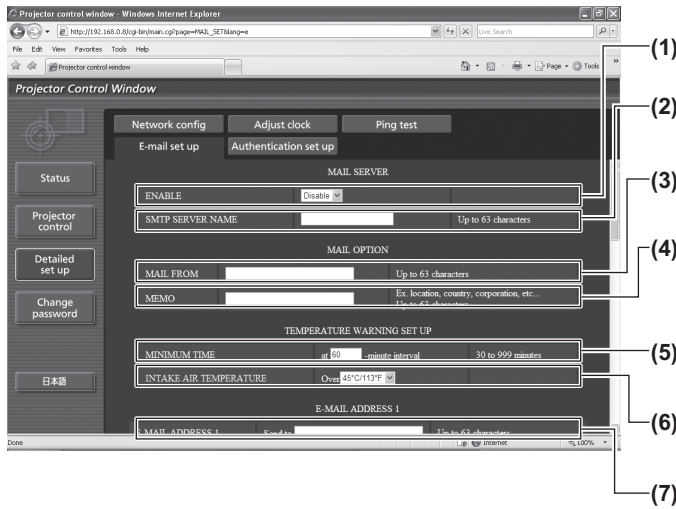 Projector control window - Windows Internet Explorer
http://192.168.0.8/cgi-bin/main.cgi?page=MAIL_SET&lang=e
Live Search
File Edit View Favorites Tools Help
Projector control window
Page Tools
Projector Control Window
Network config Adjust clock Ping test
E-mail set up Authentication set up
Status
Projector control
Detailed set up
Change password
日本語
MAIL SERVER
ENABLE Disable
SMTP SERVER NAME Up to 63 characters
MAIL OPTION
MAIL FROM Up to 63 characters
MEMO Ex. location, country, corporation, etc...
Up to 63 characters
TEMPERATURE WARNING SET UP
MINIMUM TIME at 60 -minute interval 30 to 999 minutes
INTAKE AIR TEMPERATURE Over 45°C/113°F
E-MAIL ADDRESS 1
E-MAIL ADDRESS 1 Send to Up to 63 characters
Done Internet 100%
(1)
(2)
(3)
(4)
(5)
(6)
(7)